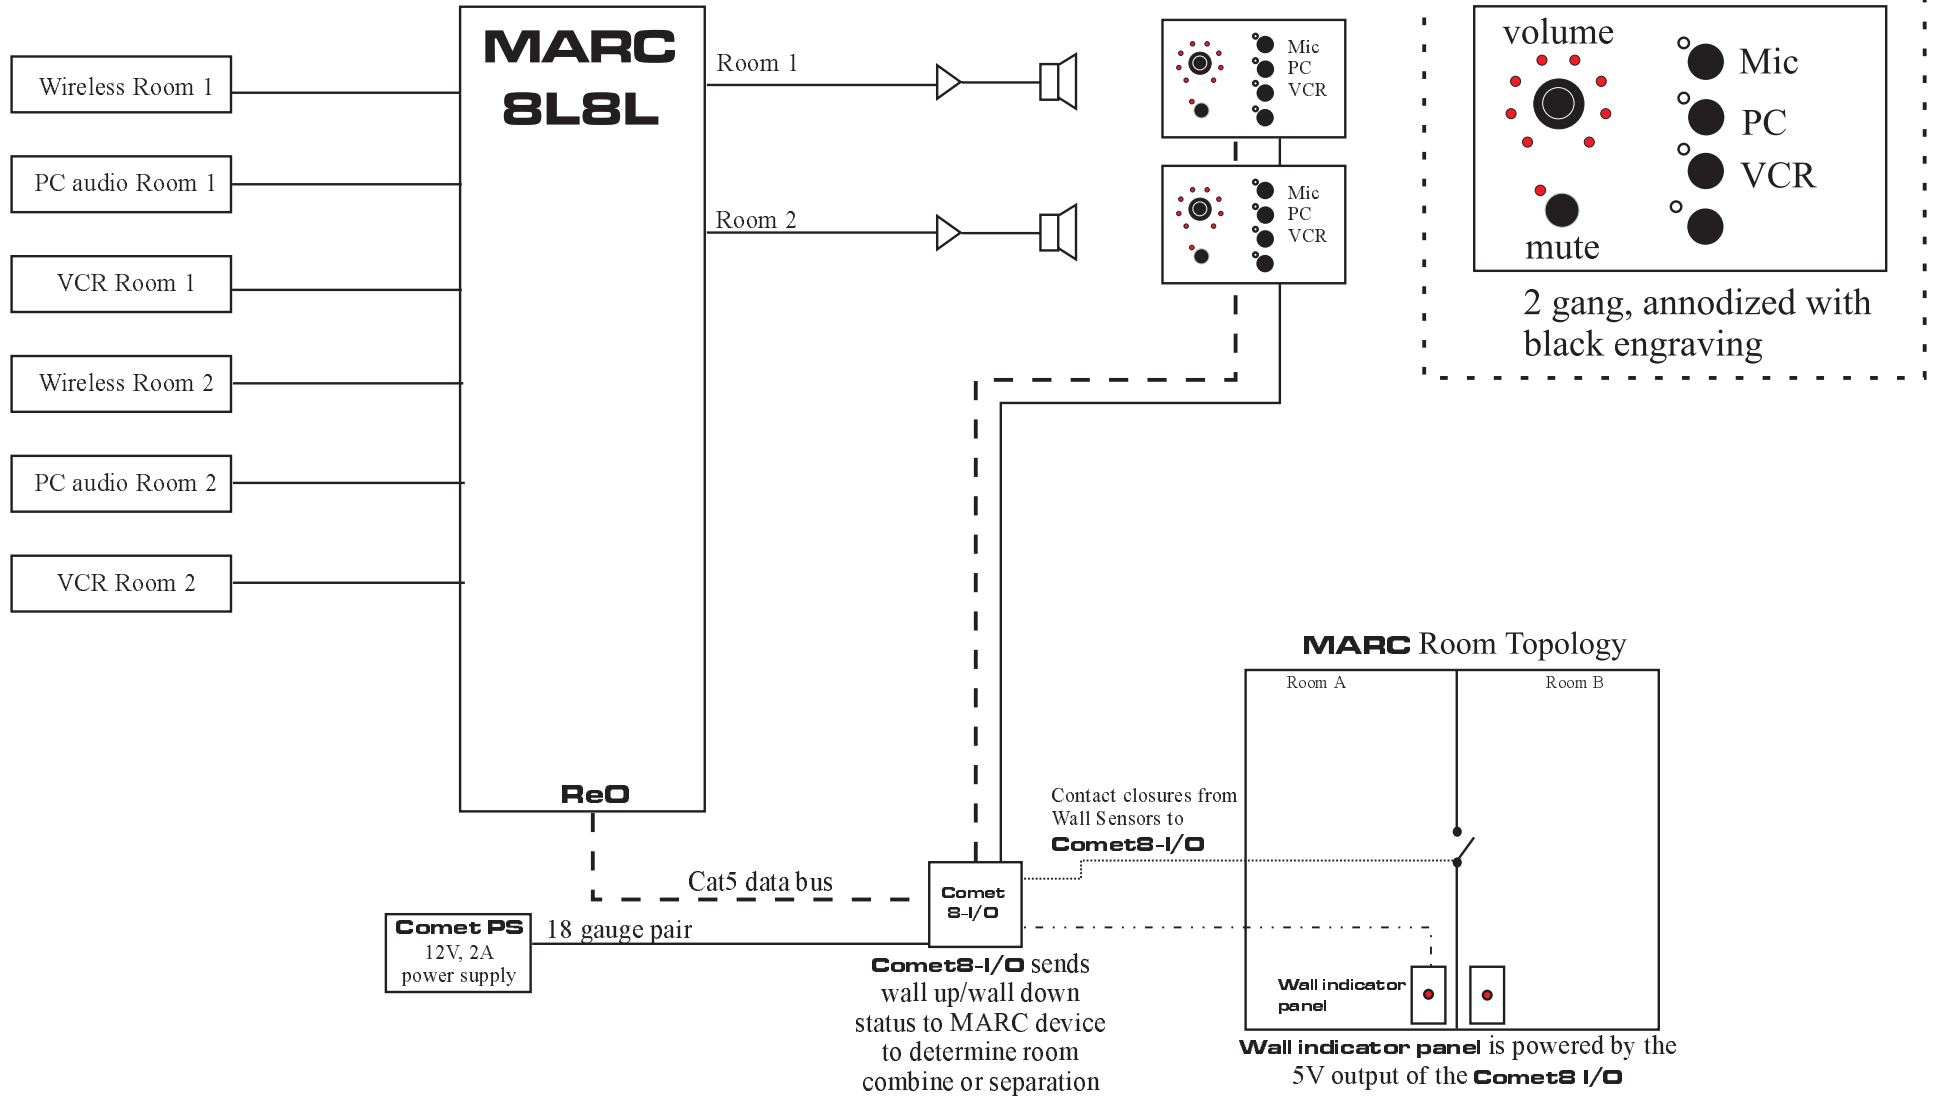 MARC
8L8L
Wireless Room 1
PC audio Room 1
VCR Room 1
Wireless Room 2
PC audio Room 2
VCR Room 2
ReO
Room 1
Room 2
Mic
PC
VCR
Mic
PC
VCR
volume
Mic
PC
VCR
mute
2 gang, annodized with
black engraving
Cat5 data bus
Comet PS
12V, 2A
power supply
18 gauge pair
Comet
8-I/O
Comet8-I/O sends
wall up/wall down
status to MARC device
to determine room
combine or separation
Contact closures from
Wall Sensors to
Comet8-I/O
MARC Room Topology
Room A
Room B
Wall indicator
panel
Wall indicator panel is powered by the
5V output of the Comet8 I/O